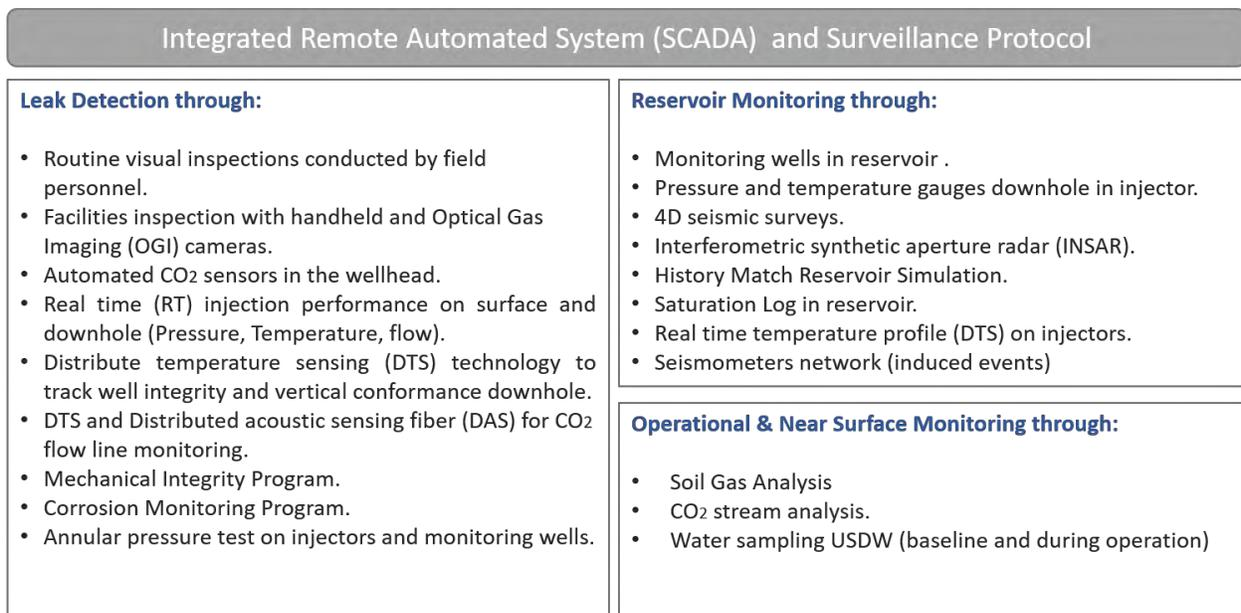 Integrated Remote Automated System (SCADA) and Surveillance Protocol
Leak Detection through:
• Routine visual inspections conducted by field
personnel.
• Facilities inspection with handheld and Optical Gas
Imaging (OGI) cameras.
• Automated CO2 sensors in the wellhead.
• Real time (RT) injection performance on surface and
downhole (Pressure, Temperature, flow).
• Distribute temperature sensing (DTS) technology to
track well integrity and vertical conformance downhole.
• DTS and Distributed acoustic sensing fiber (DAS) for CO2
flow line monitoring.
• Mechanical Integrity Program.
• Corrosion Monitoring Program.
• Annular pressure test on injectors and monitoring wells.
Reservoir Monitoring through:
• Monitoring wells in reservoir .
• Pressure and temperature gauges downhole in injector.
• 4D seismic surveys.
• Interferometric synthetic aperture radar (INSAR).
• History Match Reservoir Simulation.
• Saturation Log in reservoir.
• Real time temperature profile (DTS) on injectors.
• Seismometers network (induced events)
Operational & Near Surface Monitoring through:
• Soil Gas Analysis
• CO2 stream analysis.
• Water sampling USDW (baseline and during operation)